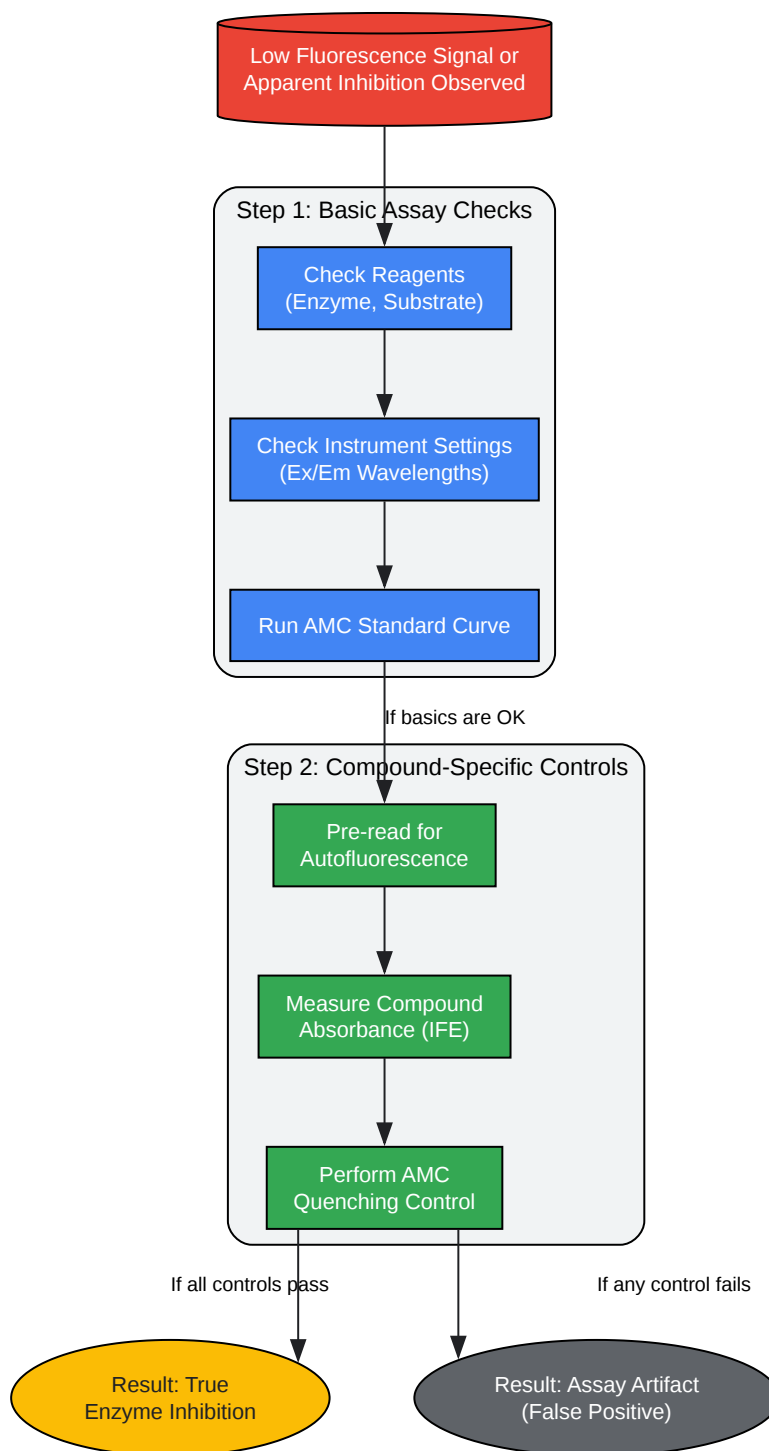 Low Fluorescence Signal or
Apparent Inhibition Observed
Step 1: Basic Assay Checks
Check Reagents
(Enzyme, Substrate)
Check Instrument Settings
(Ex/Em Wavelengths)
Run AMC Standard Curve
If basics are OK
Step 2: Compound-Specific Controls
Pre-read for
Autofluorescence
Measure Compound
Absorbance (IFE)
Perform AMC
Quenching Control
If all controls pass
If any control fails
Result: True
Enzyme Inhibition
Result: Assay Artifact
(False Positive)